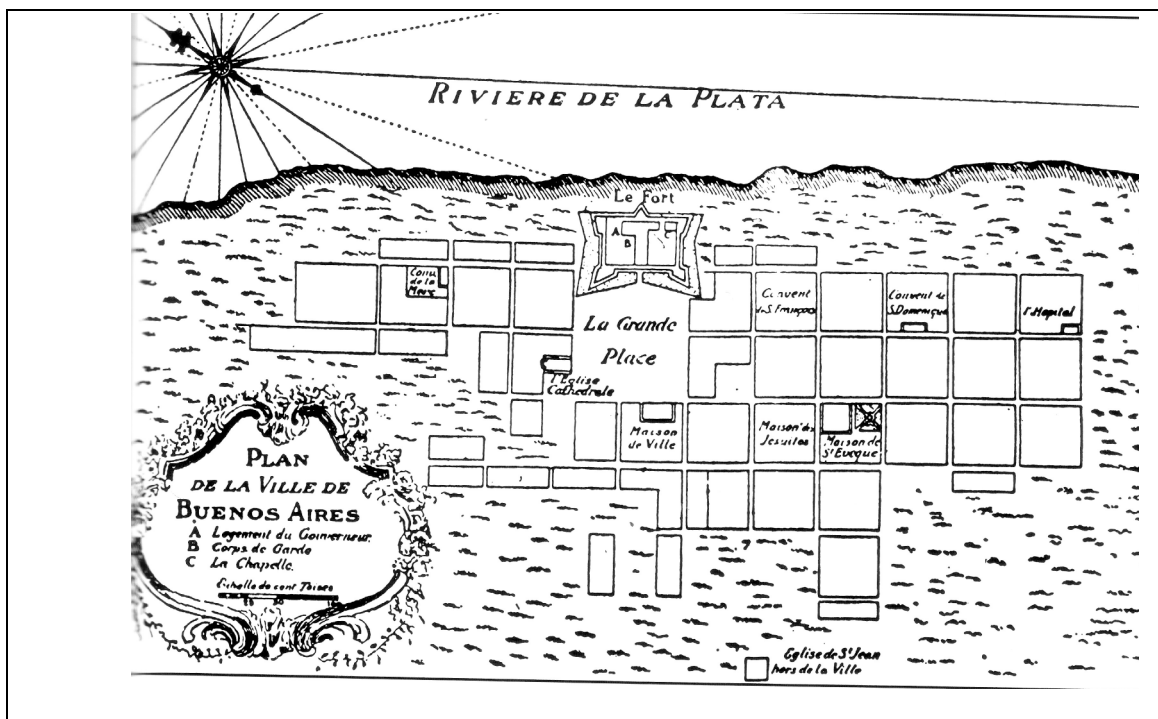 RIVIERE DE LA PLATA
Le Fort
A
B
Conv.
de la
Merc
Convent
de S. François
Convent de
S. Domenique
l'Hopital
La Grande
Place
l'Eglise
Cathedrale
Maison
de Ville
Maison des
Jesuites
Maison de
St Eveque
PLAN
DE LA VILLE DE
BUENOS AIRES
A Logement du Gouverneur.
B Corps de Garde
C La Chapelle.
Echelle de cent Toises
Eglise de St Jean
hors de la Ville